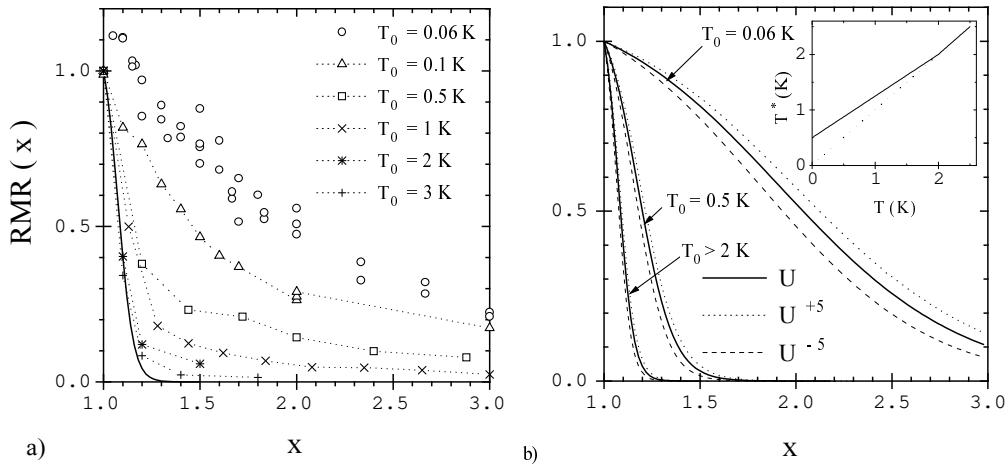 RMR ( x )
1.0
0.5
0.0
1.0
1.5
2.0
2.5
3.0
x
a)
T0 = 0.06 K
T0 = 0.1 K
T0 = 0.5 K
T0 = 1 K
T0 = 2 K
T0 = 3 K
1.0
0.5
0.0
1.0
1.5
2.0
2.5
3.0
x
b)
T0 = 0.06 K
T0 = 0.5 K
T0 > 2 K
U
U +5
U - 5
T* (K)
2
1
0
0
1
2
T (K)